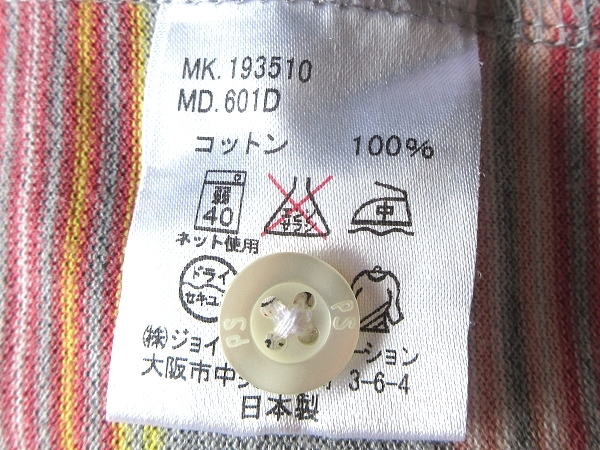 MK. 193510
MD. 601D
コットン 100%
弱
40
エンソ
サラシ
中
ネット使用
ドライ
セキユ
PS PS
(株)ジョイ ーション
大阪市中 3-6-4
日本製